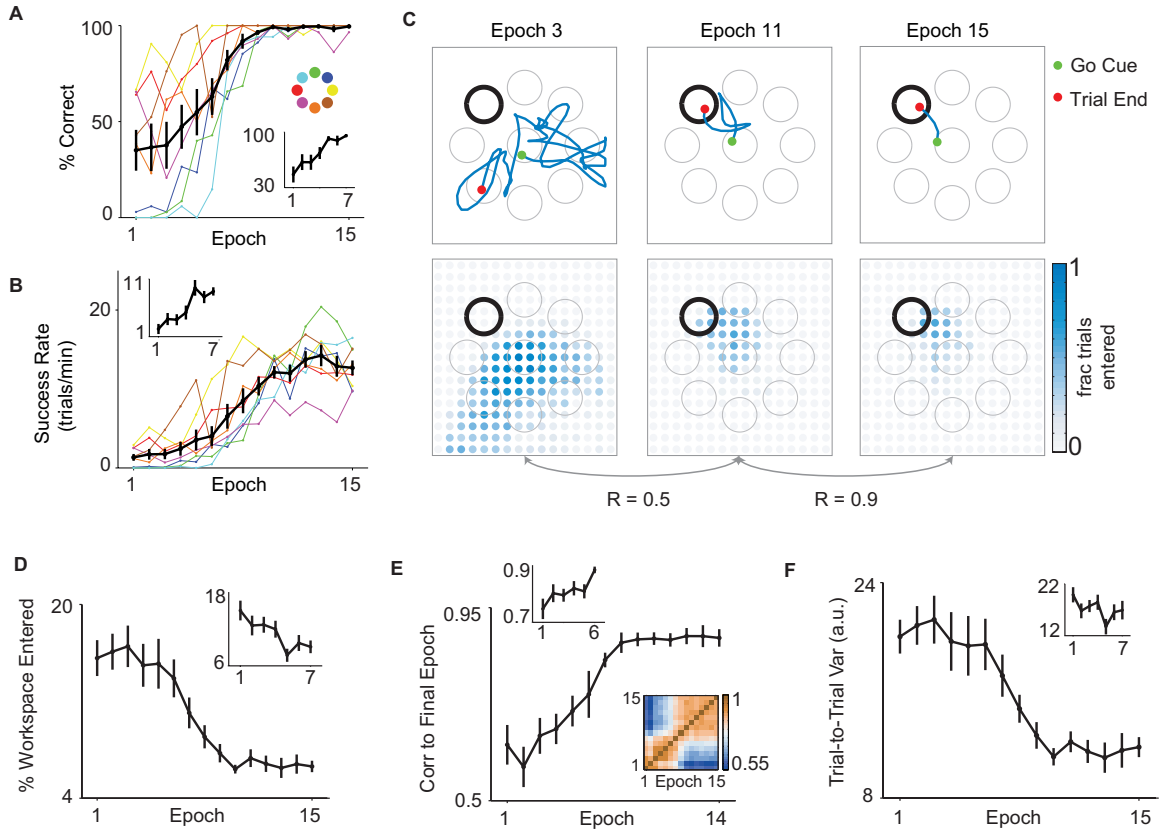 A
100
50
0
% Correct
100
30
1
7
1
Epoch
15
B
20
0
Success Rate
(trials/min)
11
1
1
7
1
Epoch
15
C
Epoch 3
Epoch 11
Epoch 15
Go Cue
Trial End
1
0
frac trials
entered
R = 0.5
R = 0.9
D
20
4
% Workspace Entered
18
6
1
7
1
Epoch
15
E
0.95
0.5
Corr to Final Epoch
0.9
0.7
1
6
15
1
1 Epoch 15
1
0.55
1
Epoch
14
F
24
8
Trial-to-Trial Var (a.u.)
22
12
1
7
1
Epoch
15